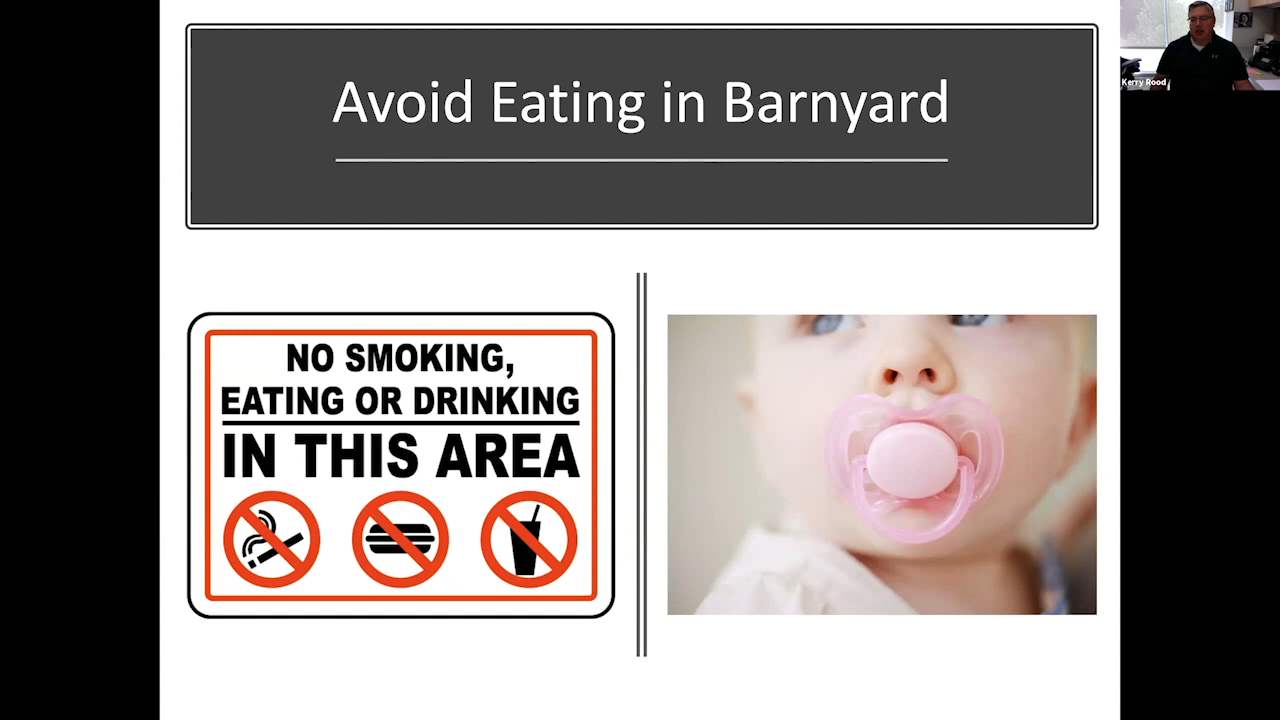 Avoid Eating in Barnyard
Kerry Rood
NO SMOKING,
EATING OR DRINKING
IN THIS AREA